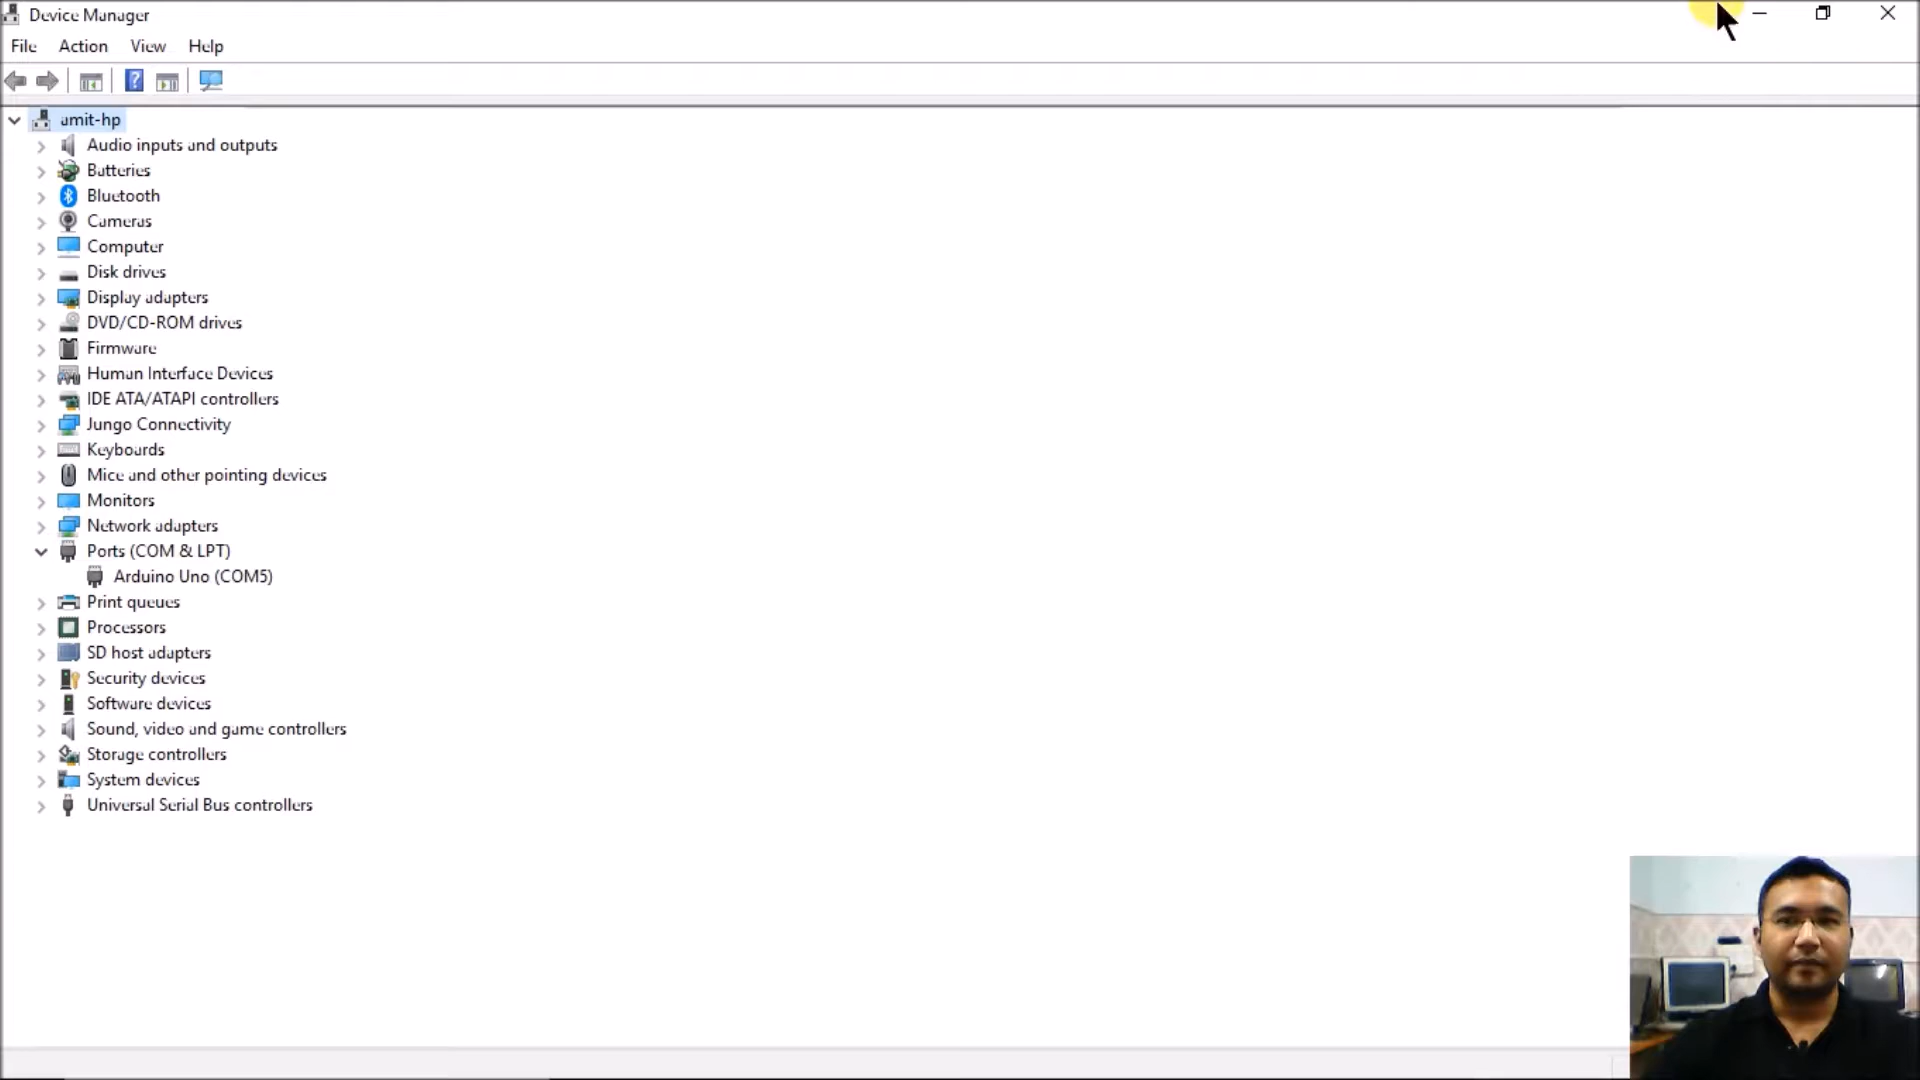 Device Manager
File Action View Help
amit-hp
Audio inputs and outputs
Batteries
Bluetooth
Cameras
Computer
Disk drives
Display adapters
DVD/CD-ROM drives
Firmware
Human Interface Devices
IDE ATA/ATAPI controllers
Jungo Connectivity
Keyboards
Mice and other pointing devices
Monitors
Network adapters
Ports (COM & LPT)
Arduino Uno (COM5)
Print queues
Processors
SD host adapters
Security devices
Software devices
Sound, video and game controllers
Storage controllers
System devices
Universal Serial Bus controllers